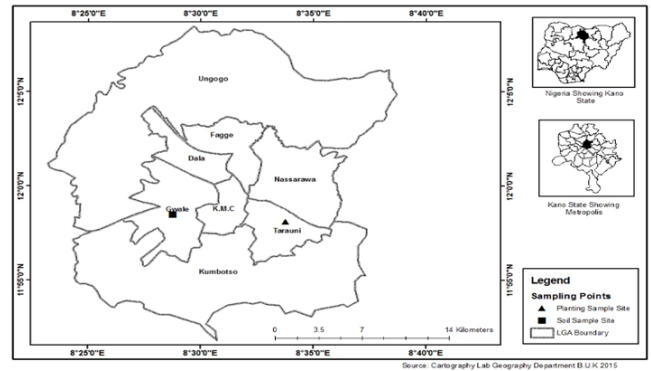 8°25'0"E 8°30'0"E 8°35'0"E 8°40'0"E
12°5'0"N
12°0'0"N
11°55'0"N
Ungogo
Fagge
Dala
Nassarawa
Gwale
K.M.C
Tarauni
Kumbotso
12°5'0"N
12°0'0"N
11°55'0"N
0 3.5 7 14 Kilometers
8°25'0"E 8°30'0"E 8°35'0"E 8°40'0"E
Nigeria Showing Kano
State
Kano State Showing
Metropolis
Legend
Sampling Points
Planting Sample Site
Soil Sample Site
LGA Boundary
Source: Cartography Lab Geography Department B.U.K 2015